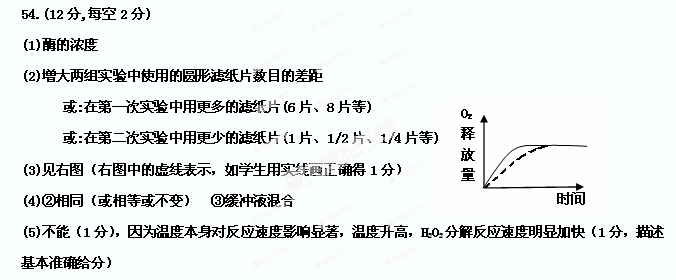 54.(12分,每空2分)
(1)酶的浓度
(2)增大两组实验中使用的圆形滤纸片数目的差距
或:在第一次实验中用更多的滤纸片(6片、8片等)
或:在第二次实验中用更少的滤纸片(1片、1/2片、1/4片等)
(3)见右图(右图中的虚线表示，如学生用实线画正确得1分)
(4)②相同（或相等或不变） ③缓冲液混合
(5)不能（1分），因为温度本身对反应速度影响显著，温度升高，H₂O₂分解反应速度明显加快（1分，描述
基本准确给分）
O₂
释
放
量
时间